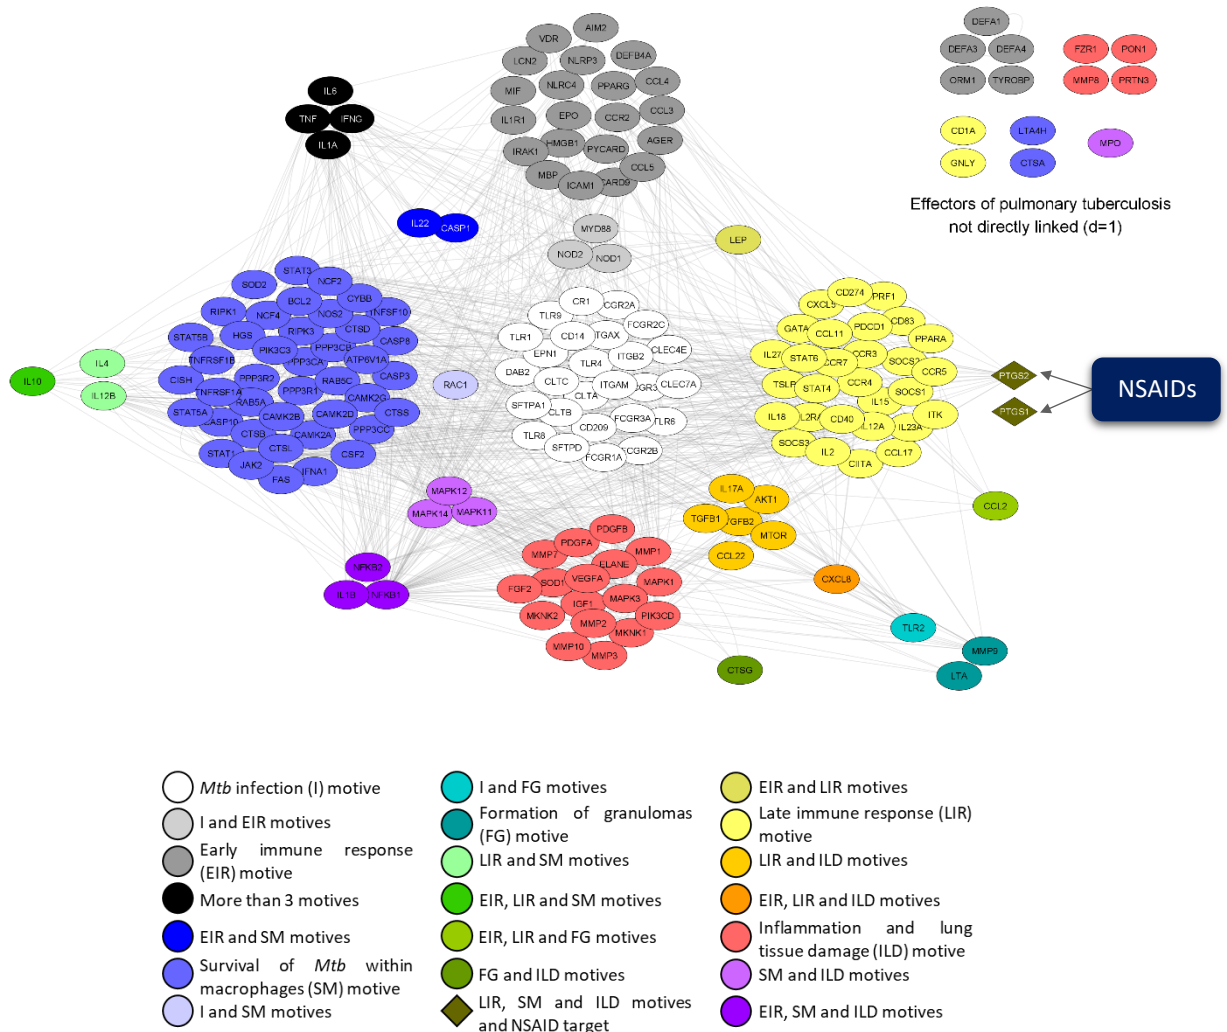 DEFA1
DEFA3
DEFA4
ORM1
TYROBP
FZR1
PON1
MMP8
PRTN3
CD1A
GNLY
LTA4H
CTSA
MPO
Effectors of pulmonary tuberculosis
not directly linked (d=1)
VDR
AIM2
LCN2
NLRP3
DEFB4A
MIF
NLRC4
PPARG
CCL4
IL1R1
EPO
CCR2
CCL3
IRAK1
HMGB1
PYCARD
AGER
MBP
ICAM1
CARD9
CCL5
IL6
TNF
IFNG
IL1A
IL22
CASP1
MYD88
NOD2
NOD1
LEP
STAT3
SOD2
NCF2
BCL2
CYBB
TNFSF10
RIPK1
NCF4
NOS2
STAT5B
HGS
RIPK3
CTSD
CASP8
TNFRSF1B
PIK3C3
PPP3CB
PPP3CA
ATP6V1A
CISH
PPP3R2
RAB5C
CASP3
TNFRSF1A
PPP3R1
CAMK2G
RAB5A
STAT5A
CAMK2B
CAMK2D
CTSS
CASP10
PPP3CC
CTSB
CAMK2A
STAT1
CTSL
CSF2
JAK2
IFNA1
FAS
IL4
IL10
IL12B
RAC1
CR1
FCGR2A
TLR9
FCGR2C
TLR1
CD14
ITGAX
EPN1
ITGB2
CLEC4E
DAB2
TLR4
CLTC
ITGAM
CLEC7A
SFTPA1
CLTA
CLTB
FCGR3A
TLR6
TLR8
CD209
SFTPD
FCGR1A
FCGR2B
CD274
PRF1
CXCL5
GATA
CCL11
PDCD1
CD83
PPARA
IL27
STAT6
CCR3
CCR7
SOCS2
CCR5
TSLP
STAT4
CCR4
SOCS1
IL15
IL18
IL2RA
CD40
IL12A
IL23A
ITK
SOCS3
IL2
CIITA
CCL17
PTGS2
PTGS1
NSAIDs
MAPK12
MAPK14
MAPK11
NFKB2
IL1B
NFKB1
IL17A
AKT1
TGFB1
TGFB2
MTOR
CCL22
CCL2
CXCL8
TLR2
MMP9
LTA
CTSG
PDGFB
PDGFA
MMP7
ELANE
MMP1
FGF2
SOD1
VEGFA
MAPK1
IGF1
MAPK3
MKNK2
PIK3CD
MMP2
MKNK1
MMP10
MMP3
Mtb infection (I) motive
I and EIR motives
Early immune response
(EIR) motive
More than 3 motives
EIR and SM motives
Survival of Mtb within
macrophages (SM) motive
I and SM motives
I and FG motives
Formation of granulomas
(FG) motive
LIR and SM motives
EIR, LIR and SM motives
EIR, LIR and FG motives
FG and ILD motives
LIR, SM and ILD motives
and NSAID target
EIR and LIR motives
Late immune response (LIR)
motive
LIR and ILD motives
EIR, LIR and ILD motives
Inflammation and lung
tissue damage (ILD) motive
SM and ILD motives
EIR, SM and ILD motives